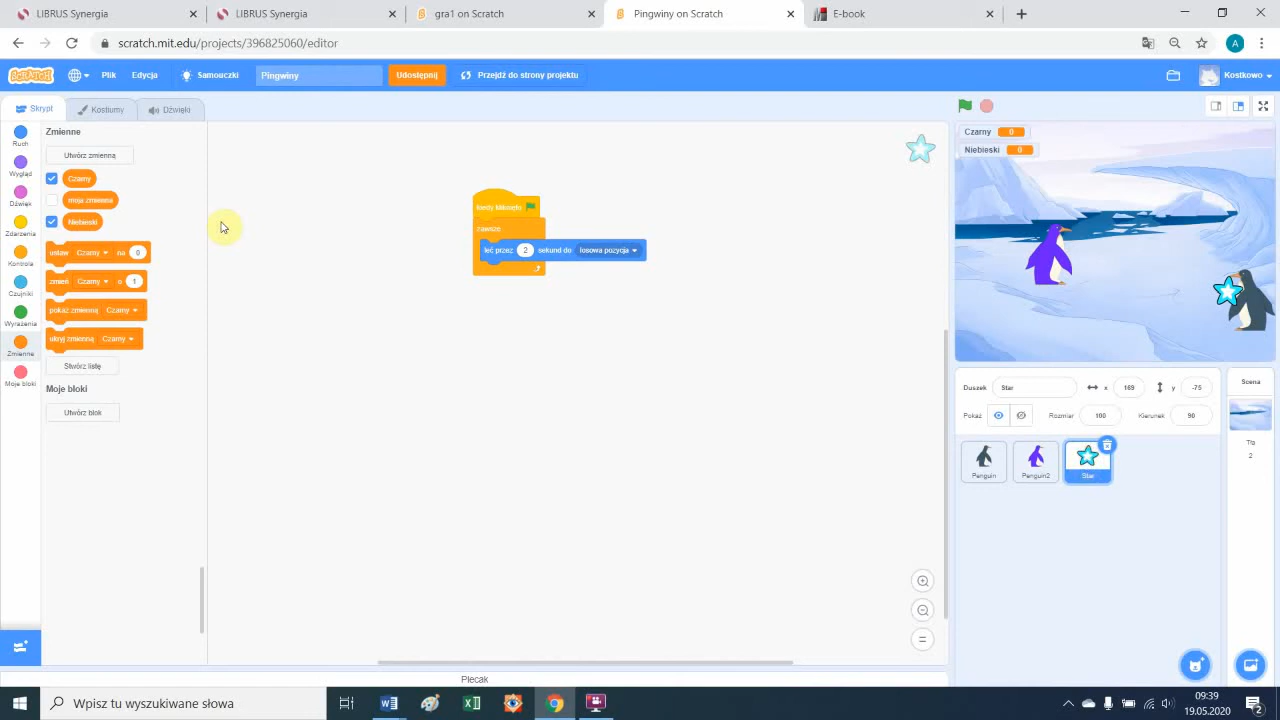 LIBRUS Synergia
LIBRUS Synergia
gra1 on Scratch
Pingwiny on Scratch
E-book
scratch.mit.edu/projects/396825060/editor
A
SCRATCH
Plik
Edycja
Samouczki
Pingwiny
Udostępnij
Przejdź do strony projektu
Kostkowo
Skrypt
Kostiumy
Dźwięki
Ruch
Wygląd
Dźwięk
Zdarzenia
Kontrola
Czujniki
Wyrażenia
Zmienne
Moje bloki
Zmienne
Utwórz zmienną
Czarny
moja zmienna
Niebieski
ustaw Czarny na 0
zmień Czarny o 1
pokaż zmienną Czarny
ukryj zmienną Czarny
Stwórz listę
Moje bloki
Utwórz blok
kiedy kliknięto
zawsze
leć przez 2 sekund do losowa pozycja
Czarny 0
Niebieski 0
Duszek Star x 169 y -75
Pokaż Rozmiar 100 Kierunek 90
Penguin
Penguin2
Star
Scena
Tła
2
Plecak
Wpisz tu wyszukiwane słowa
09:39
19.05.2020
2